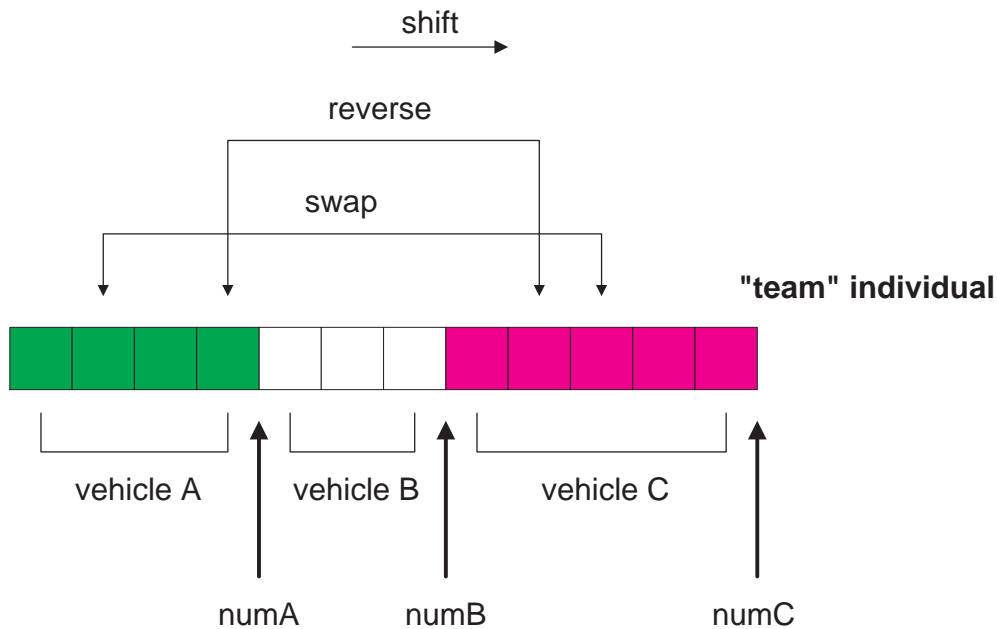 shift
reverse
swap
"team" individual
vehicle A
vehicle B
vehicle C
numA
numB
numC